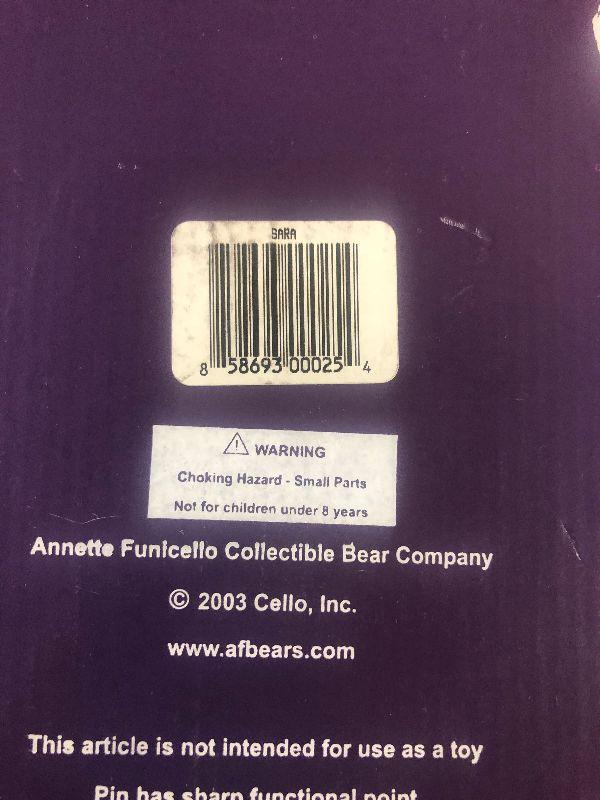 SARA
8 58693 00025 4
WARNING
Choking Hazard - Small Parts
Not for children under 8 years
Annette Funicello Collectible Bear Company
© 2003 Cello, Inc.
www.afbears.com
This article is not intended for use as a toy
Pin has sharp functional point